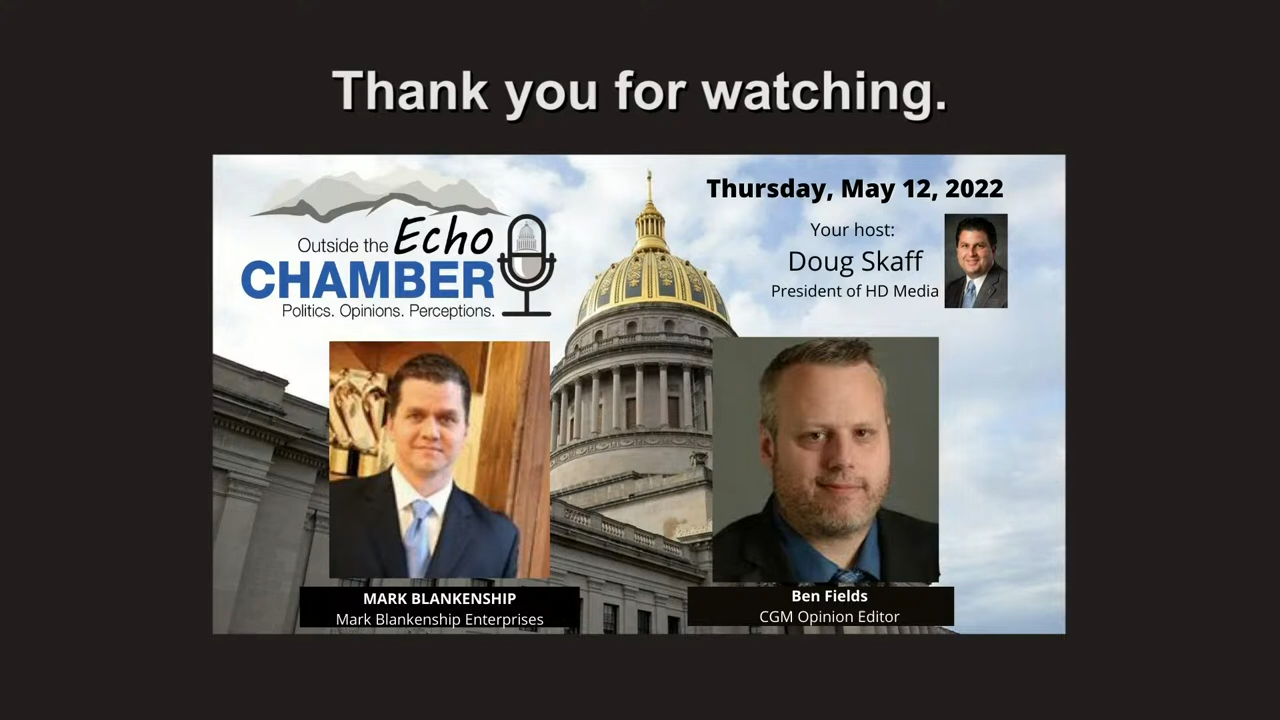 Thank you for watching.
Thursday, May 12, 2022
Outside the Echo
CHAMBER
Politics. Opinions. Perceptions.
Your host:
Doug Skaff
President of HD Media
MARK BLANKENSHIP
Mark Blankenship Enterprises
Ben Fields
CGM Opinion Editor